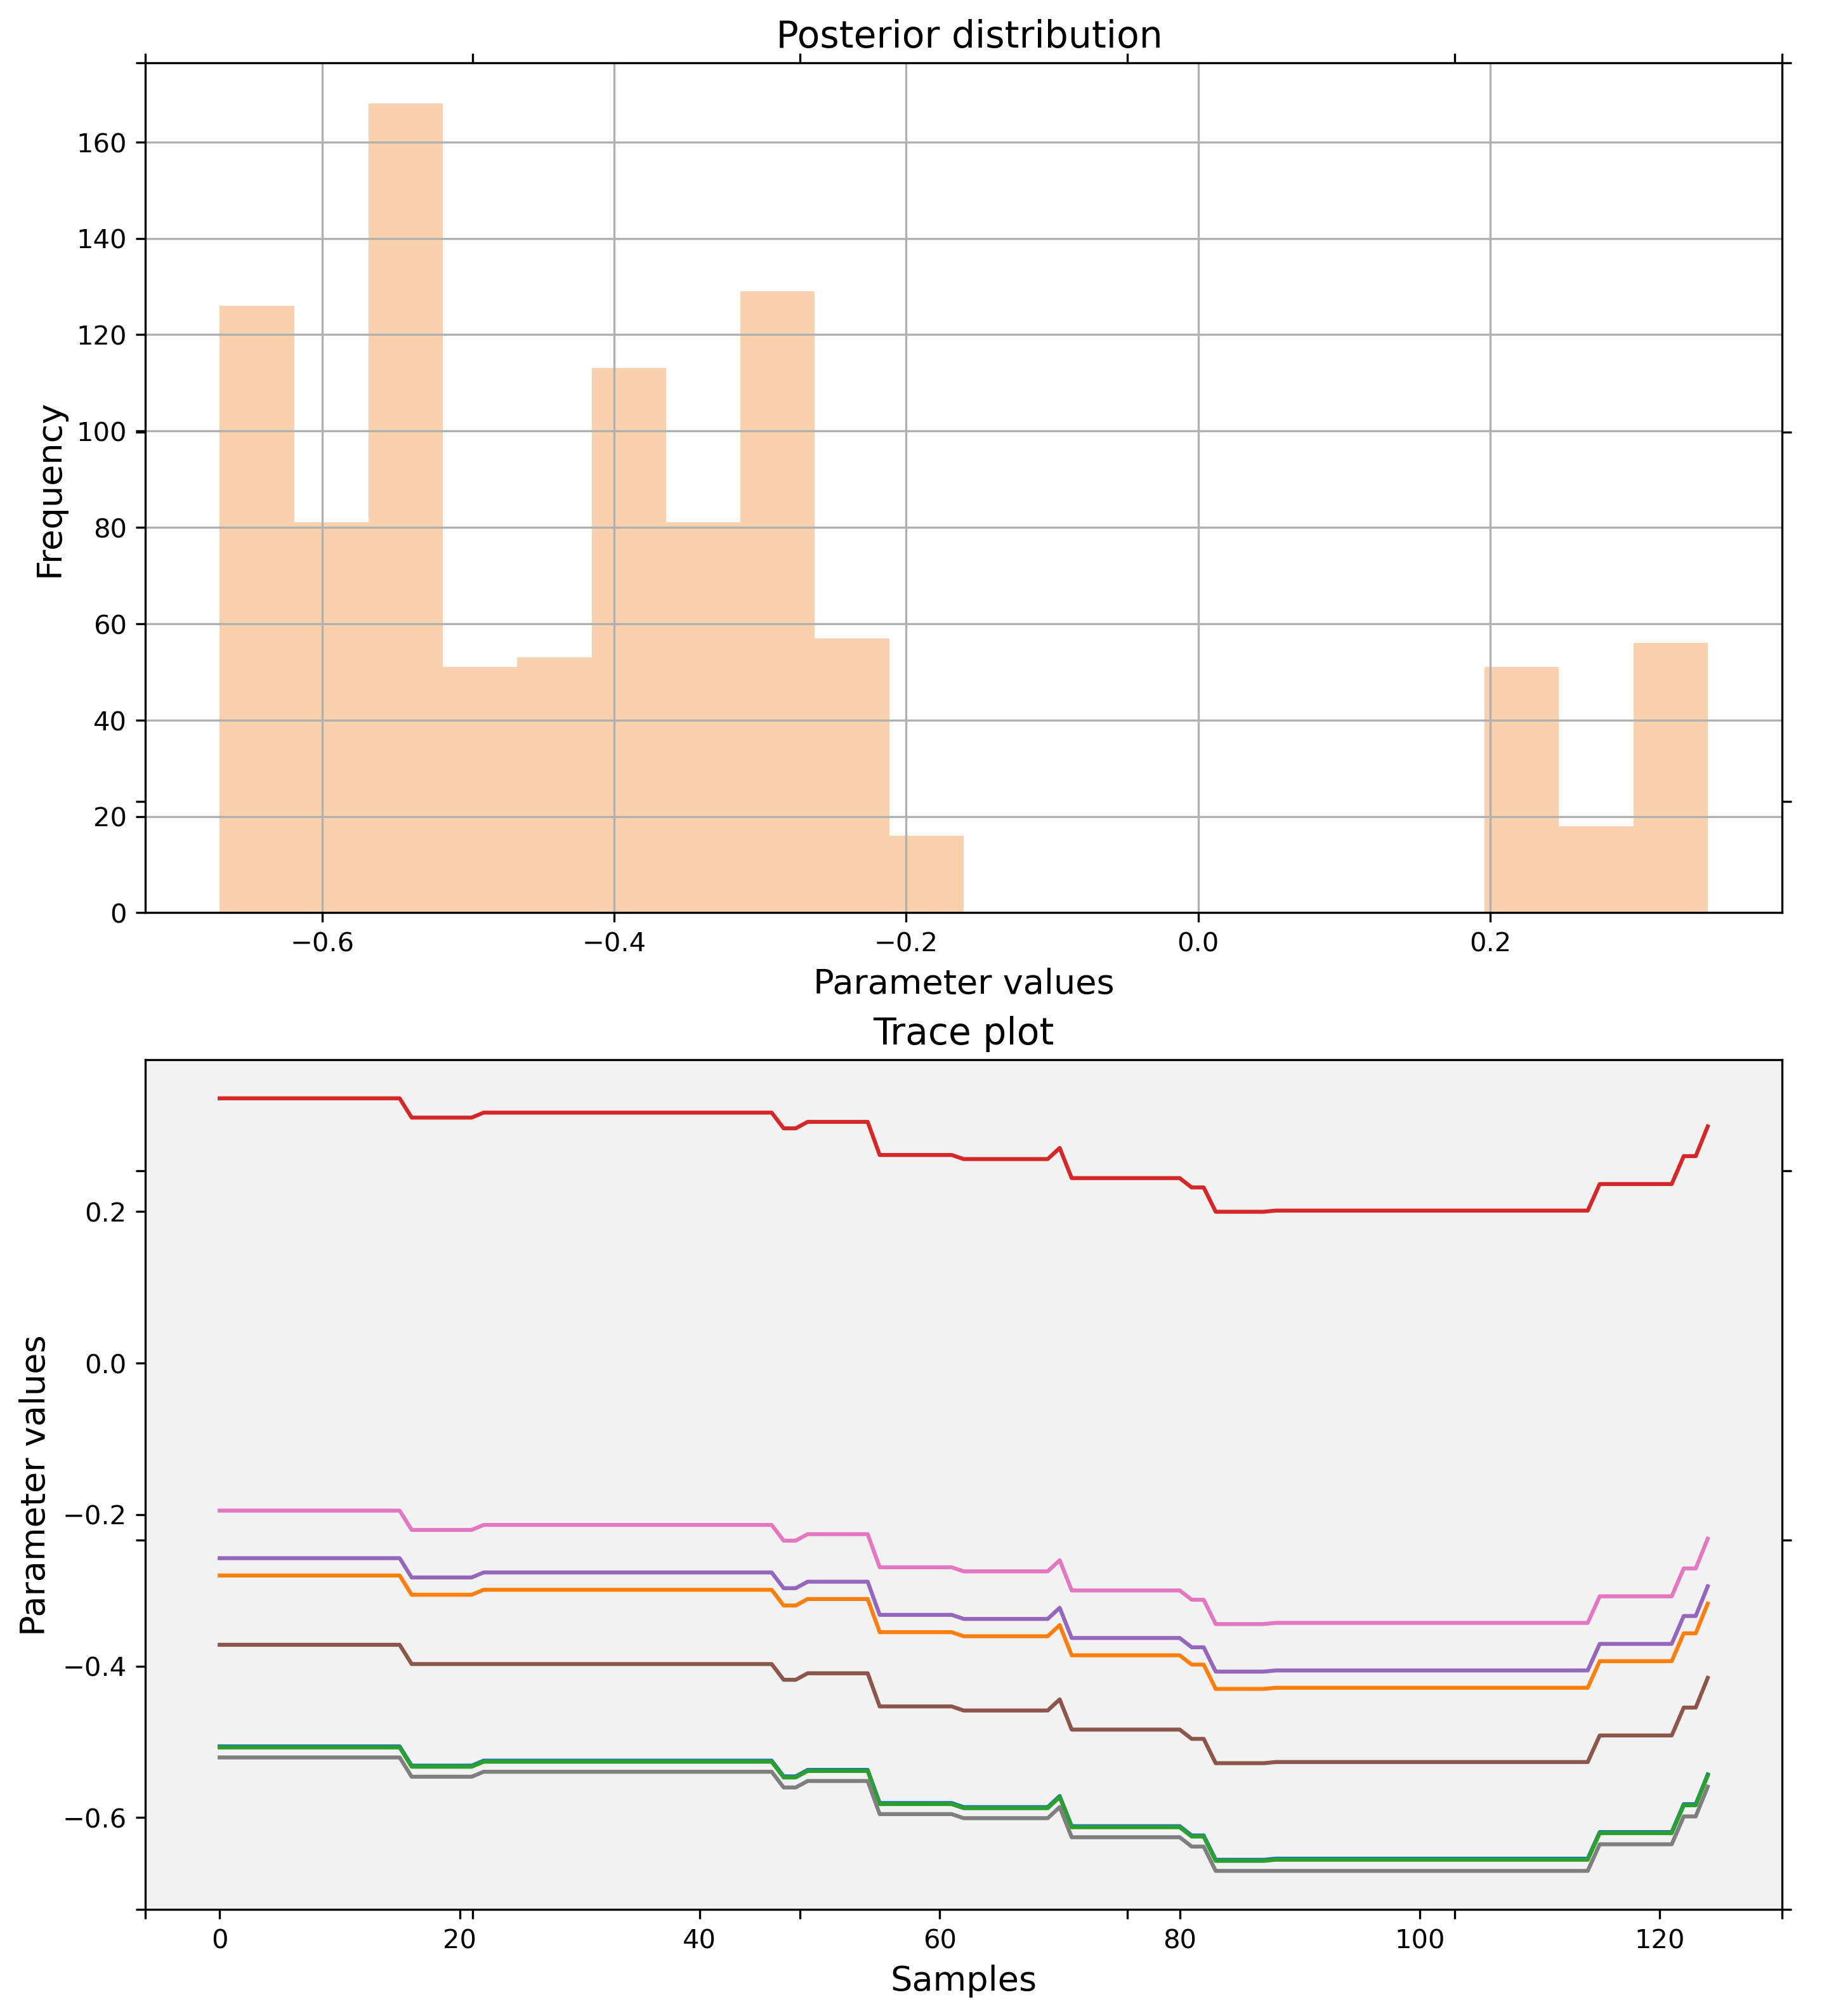 Posterior distribution
160
140
120
100
80
60
40
20
0
Frequency
−0.6 −0.4 −0.2 0.0 0.2
Parameter values
Trace plot
0.2
0.0
−0.2
−0.4
−0.6
Parameter values
0 20 40 60 80 100 120
Samples